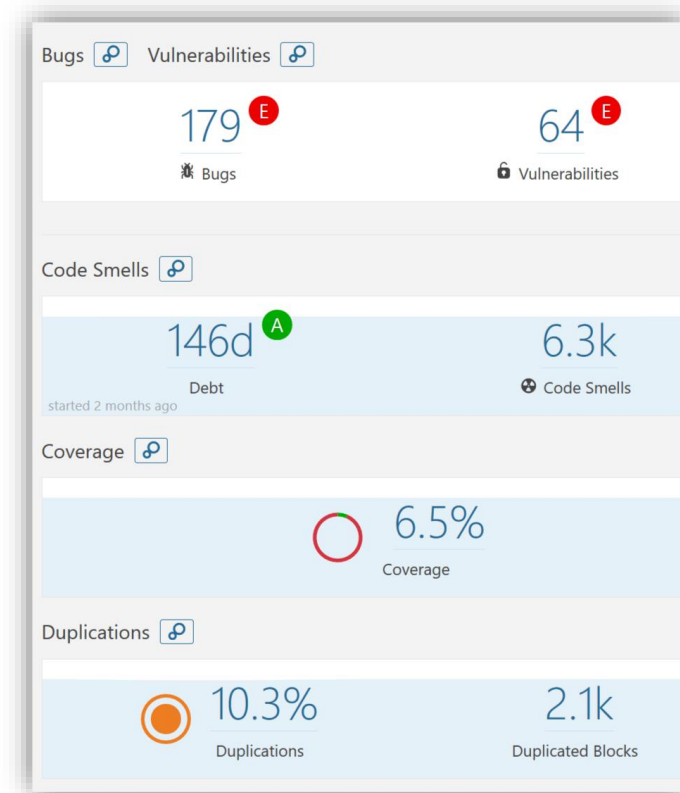 Bugs Vulnerabilities
179 E 64 E
Bugs Vulnerabilities
Code Smells
146d A 6.3k
Debt Code Smells
started 2 months ago
Coverage
6.5%
Coverage
Duplications
10.3% 2.1k
Duplications Duplicated Blocks